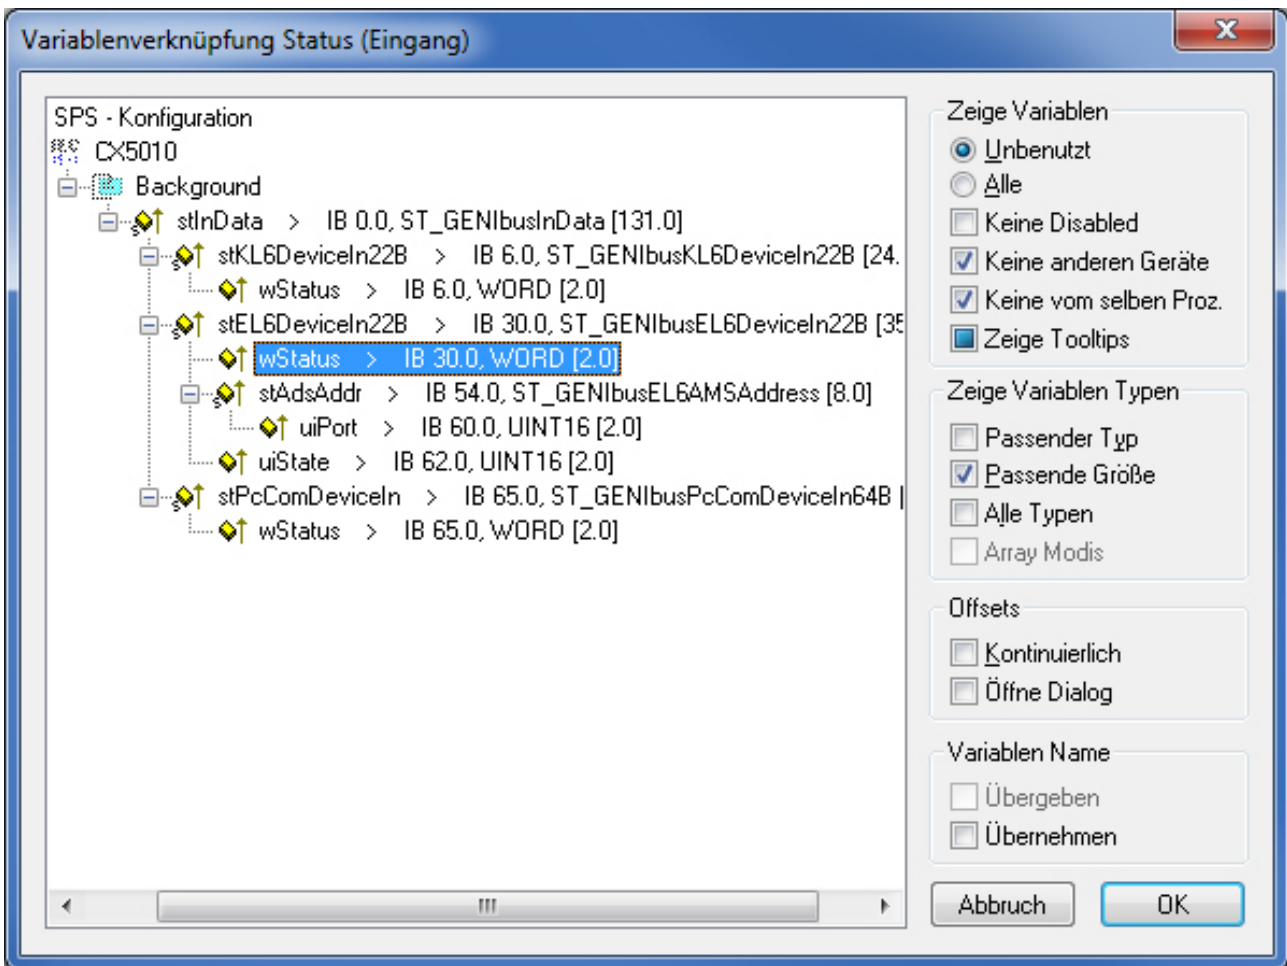 Variablenverknüpfung Status (Eingang)
SPS - Konfiguration
CX5010
Background
stInData > IB 0.0, ST_GENIbusInData [131.0]
stKL6DeviceIn22B > IB 6.0, ST_GENIbusKL6DeviceIn22B [24.
wStatus > IB 6.0, WORD [2.0]
stEL6DeviceIn22B > IB 30.0, ST_GENIbusEL6DeviceIn22B [35
wStatus > IB 30.0, WORD [2.0]
stAdsAddr > IB 54.0, ST_GENIbusEL6AMSAddress [8.0]
uiPort > IB 60.0, UINT16 [2.0]
uiState > IB 62.0, UINT16 [2.0]
stPcComDeviceIn > IB 65.0, ST_GENIbusPcComDeviceIn64B [
wStatus > IB 65.0, WORD [2.0]
Zeige Variablen
Unbenutzt
Alle
Keine Disabled
Keine anderen Geräte
Keine vom selben Proz.
Zeige Tooltips
Zeige Variablen Typen
Passender Typ
Passende Größe
Alle Typen
Array Modis
Offsets
Kontinuierlich
Öffne Dialog
Variablen Name
Übergeben
Übernehmen
Abbruch
OK